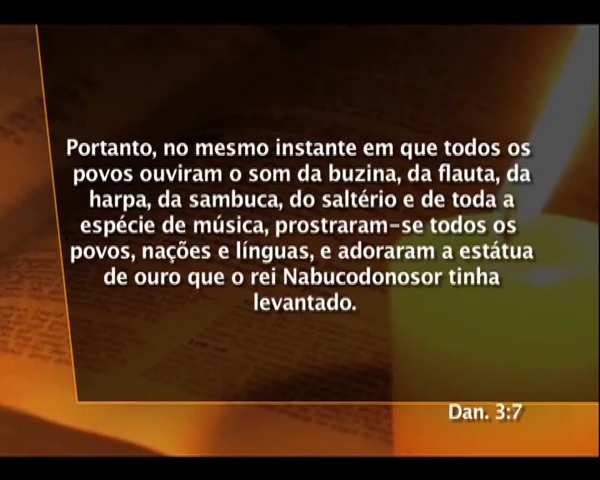 Portanto, no mesmo instante em que todos os
povos ouviram o som da buzina, da flauta, da
harpa, da sambuca, do saltério e de toda a
espécie de música, prostraram-se todos os
povos, nações e línguas, e adoraram a estátua
de ouro que o rei Nabucodonosor tinha
levantado.
Dan. 3:7